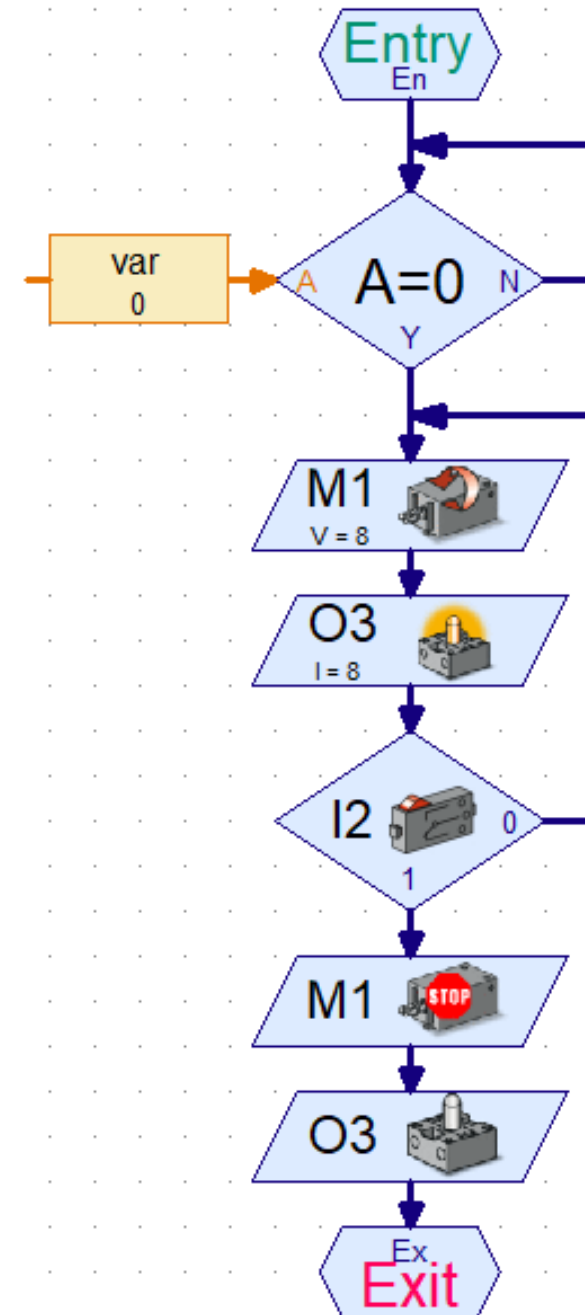 Entry
En
var
0
A
A=0
N
Y
M1
V = 8
O3
I = 8
I2
0
1
M1
STOP
O3
Ex
Exit